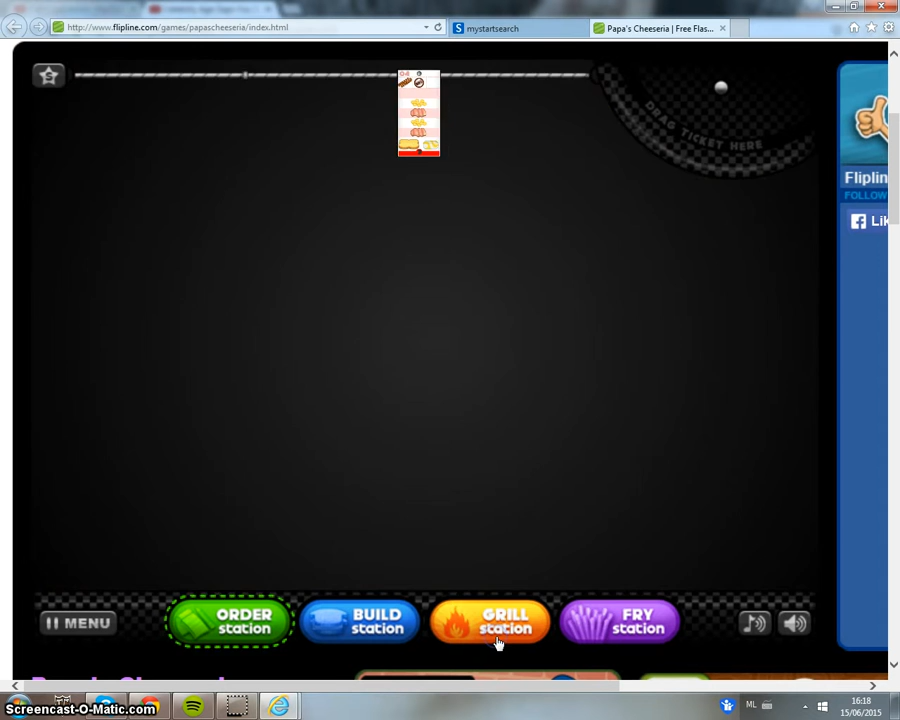 http://www.flipline.com/games/papascheeseria/index.html
mystartsearch
Papa's Cheeseria | Free Flas...
DRAG TICKET HERE
Flipli
FOLLOW
Lik
MENU
ORDER
station
BUILD
station
GRILL
station
FRY
station
Screencast-O-Matic.com
ML
16:18
15/06/2015